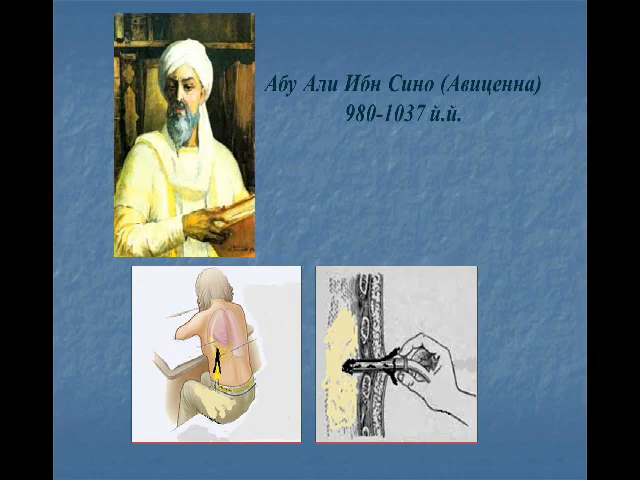 Абу Али Ибн Сино (Авиценна)
980-1037 й.й.